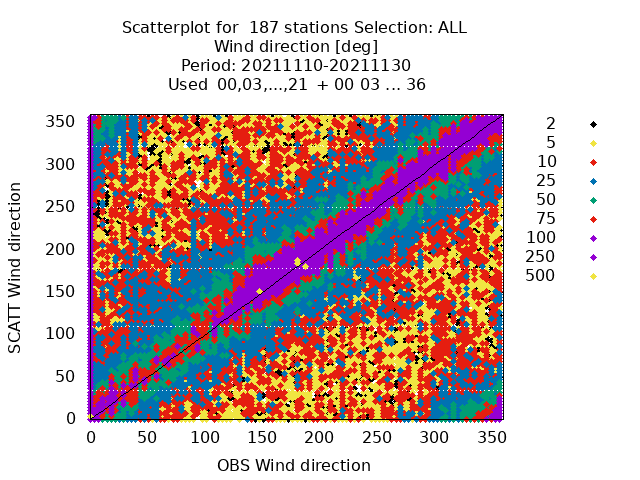 Scatterplot for 187 stations Selection: ALL
Wind direction [deg]
Period: 20211110-20211130
Used 00,03,...,21 + 00 03 ... 36
SCATT Wind direction
350
300
250
200
150
100
50
0
0 50 100 150 200 250 300 350
OBS Wind direction
2
5
10
25
50
75
100
250
500